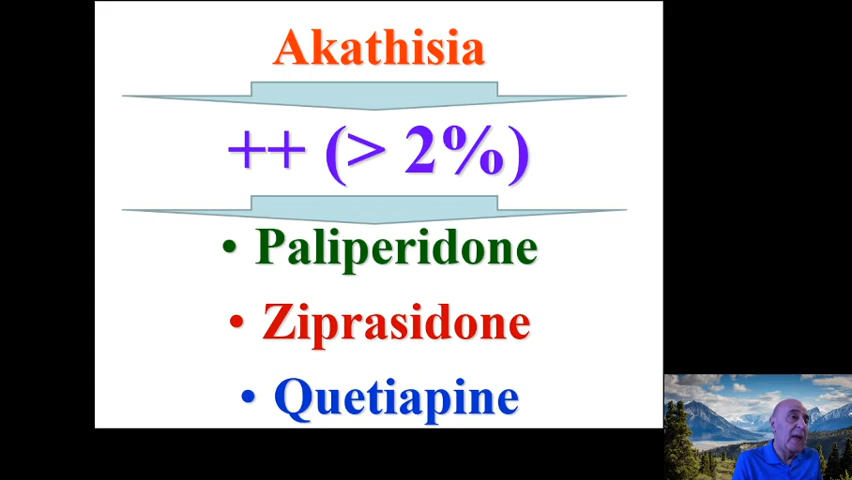 Akathisia
++ (> 2%)
• Paliperidone
• Ziprasidone
• Quetiapine